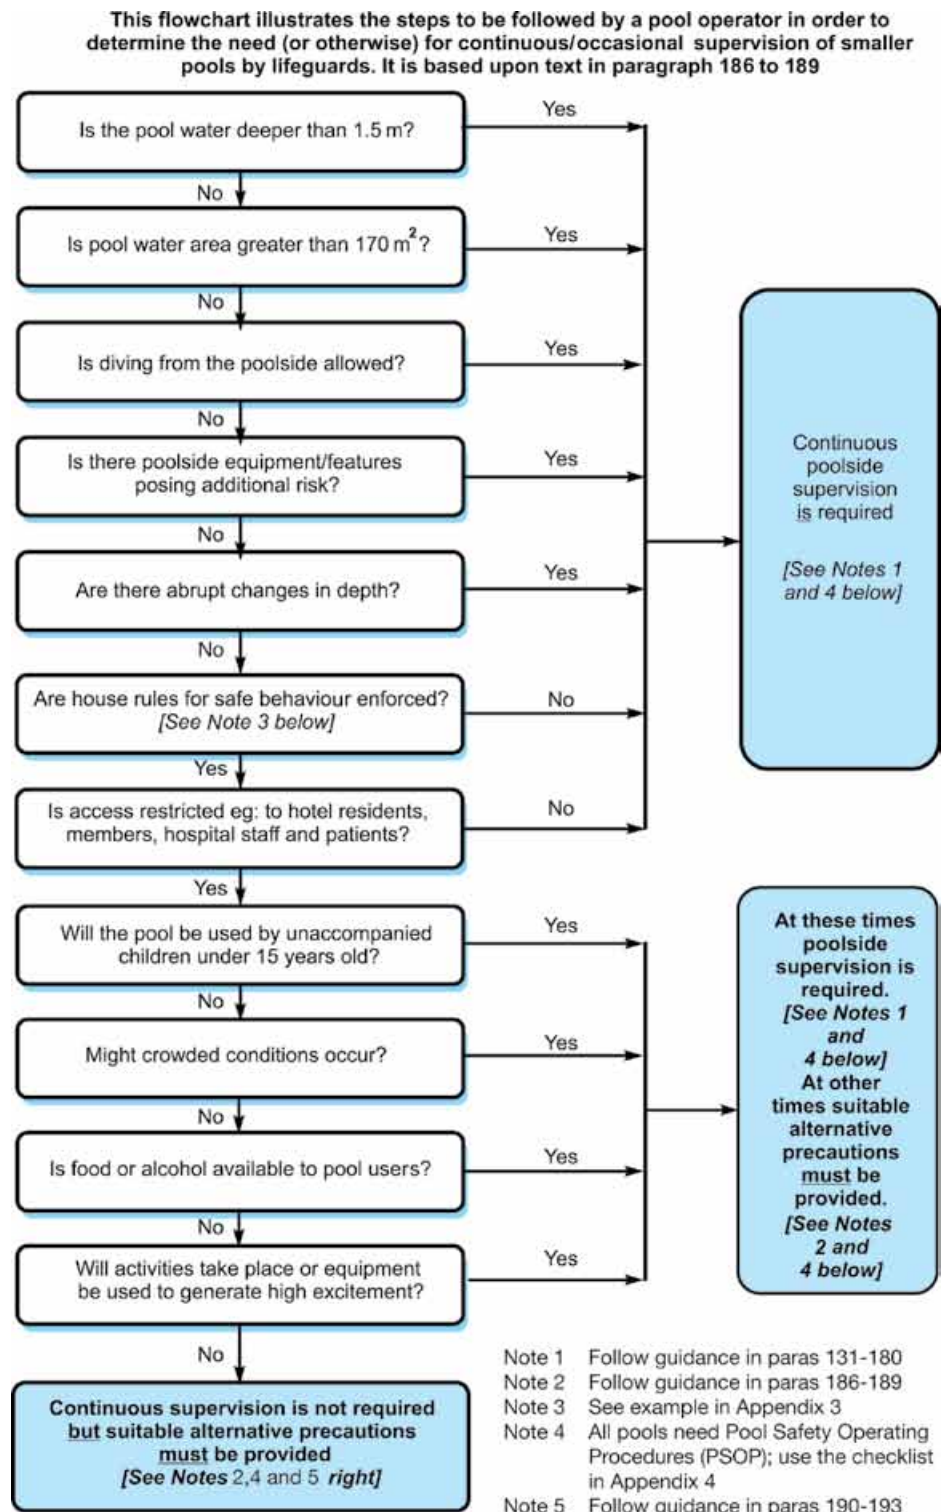 This flowchart illustrates the steps to be followed by a pool operator in order to
determine the need (or otherwise) for continuous/occasional supervision of smaller
pools by lifeguards. It is based upon text in paragraph 186 to 189
Is the pool water deeper than 1.5 m?
Yes
No
Is pool water area greater than 170 m²?
Yes
No
Is diving from the poolside allowed?
Yes
No
Is there poolside equipment/features
posing additional risk?
Yes
No
Are there abrupt changes in depth?
Yes
No
Are house rules for safe behaviour enforced?
[See Note 3 below]
No
Yes
Is access restricted eg: to hotel residents,
members, hospital staff and patients?
No
Yes
Continuous
poolside
supervision
is required
[See Notes 1
and 4 below]
Will the pool be used by unaccompanied
children under 15 years old?
Yes
No
Might crowded conditions occur?
Yes
No
Is food or alcohol available to pool users?
Yes
No
Will activities take place or equipment
be used to generate high excitement?
Yes
No
At these times
poolside
supervision is
required.
[See Notes 1
and
4 below]
At other
times suitable
alternative
precautions
must be
provided.
[See Notes
2 and
4 below]
Continuous supervision is not required
but suitable alternative precautions
must be provided
[See Notes 2,4 and 5 right]
Note 1 Follow guidance in paras 131-180
Note 2 Follow guidance in paras 186-189
Note 3 See example in Appendix 3
Note 4 All pools need Pool Safety Operating
Procedures (PSOP); use the checklist
in Appendix 4
Note 5 Follow guidance in paras 190-193